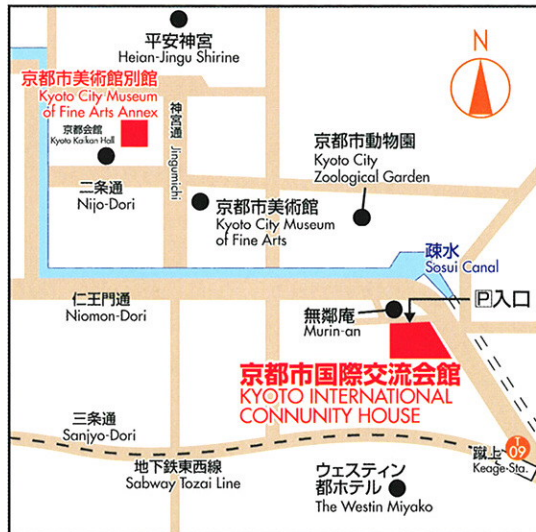 平安神宮
Heian-Jingu Shirine
N
京都市美術館別館
Kyoto City Museum
of Fine Arts Annex
京都会館
Kyoto Kaikan Hall
神宮通 Jingumichi
京都市動物園
Kyoto City
Zoological Garden
二条通
Nijo-Dori
京都市美術館
Kyoto City Museum
of Fine Arts
疎水
Sosui Canal
仁王門通
Niomon-Dori
無鄰庵
Murin-an
P入口
京都市国際交流会館
KYOTO INTERNATIONAL
CONNUNITY HOUSE
三条通
Sanjyo-Dori
地下鉄東西線
Sabway Tozai Line
ウェスティン
都ホテル
The Westin Miyako
蹴上
Keage-Sta.
T
09